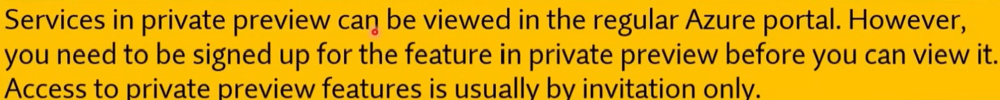 Services in private preview can be viewed in the regular Azure portal. However,
you need to be signed up for the feature in private preview before you can view it.
Access to private preview features is usually by invitation only.